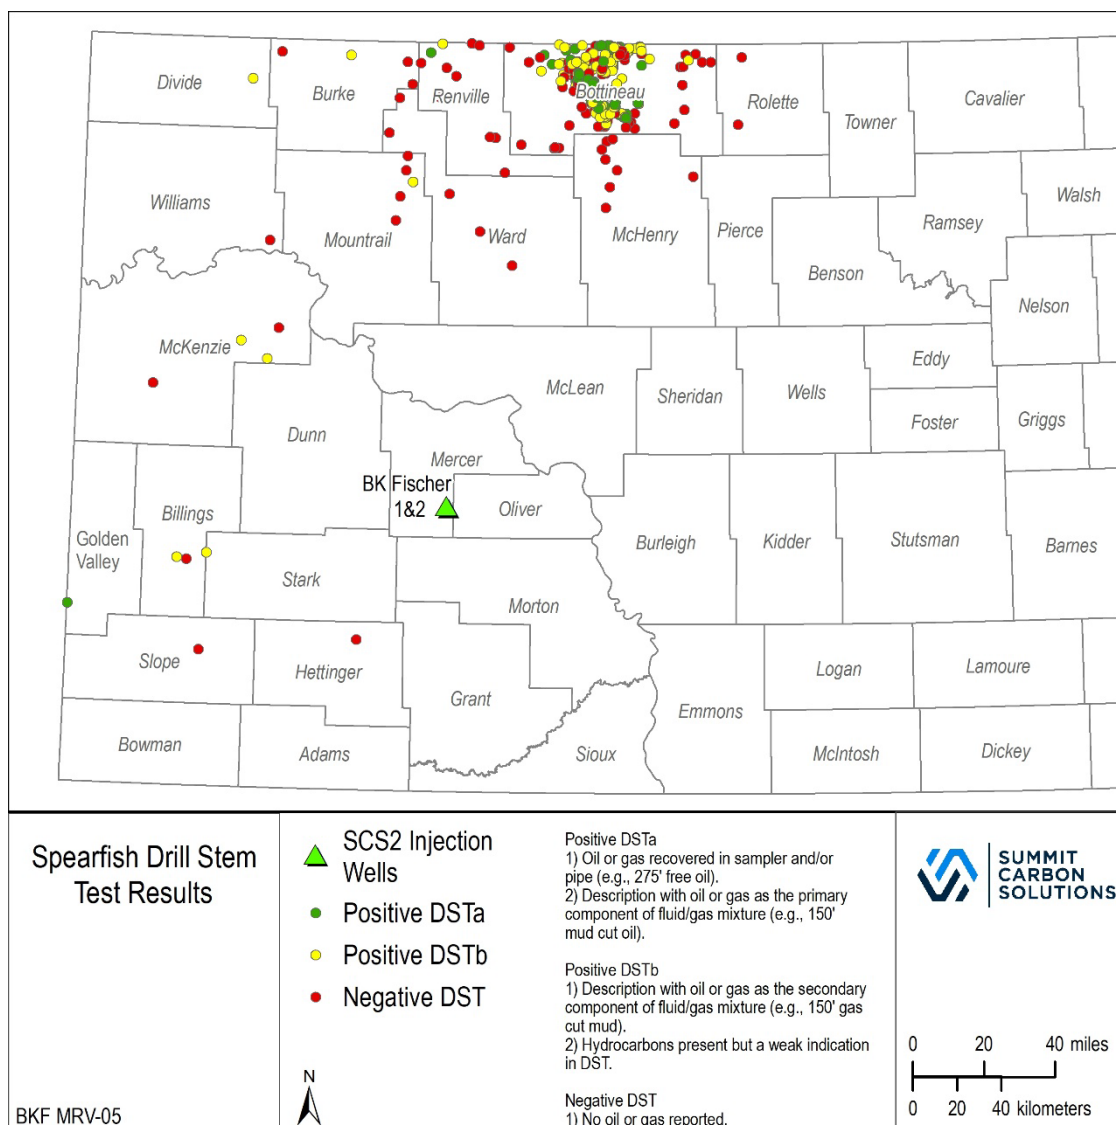 Divide
Burke
Renville
Bottineau
Rolette
Towner
Cavalier
Williams
Mountrail
Ward
McHenry
Pierce
Benson
Ramsey
Walsh
Nelson
McKenzie
Dunn
McLean
Sheridan
Wells
Eddy
Foster
Griggs
Mercer
BK Fischer
1&2
Oliver
Golden
Valley
Billings
Stark
Morton
Burleigh
Kidder
Stutsman
Barnes
Slope
Hettinger
Grant
Sioux
Emmons
Logan
Lamoure
Bowman
Adams
McIntosh
Dickey
Spearfish Drill Stem
Test Results
BKF MRV-05
SCS2 Injection
Wells
Positive DSTa
Positive DSTb
Negative DST
N
Positive DSTa
1) Oil or gas recovered in sampler and/or
pipe (e.g., 275' free oil).
2) Description with oil or gas as the primary
component of fluid/gas mixture (e.g., 150'
mud cut oil).
Positive DSTb
1) Description with oil or gas as the secondary
component of fluid/gas mixture (e.g., 150' gas
cut mud).
2) Hydrocarbons present but a weak indication
in DST.
Negative DST
1) No oil or gas reported.
SUMMIT
CARBON
SOLUTIONS
0 20 40 miles
0 20 40 kilometers